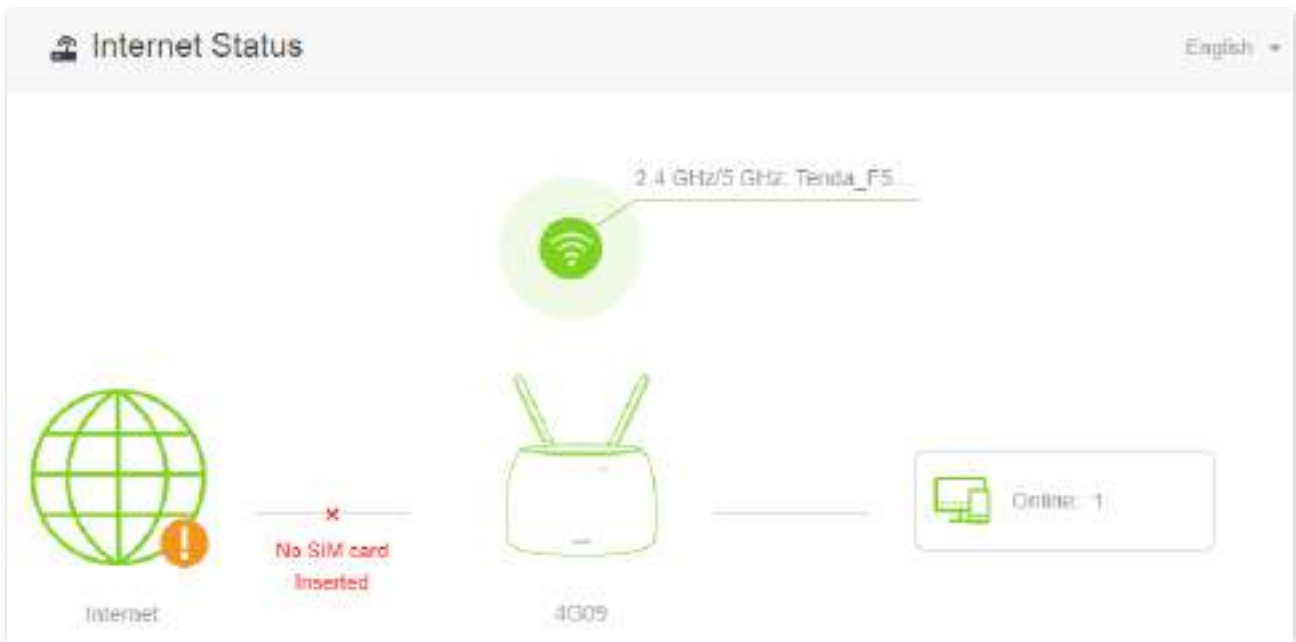 Internet Status
English
2.4 GHz/5 GHz: Tenda_F5...
No SIM card
Inserted
Online: 1
Internet
4G09